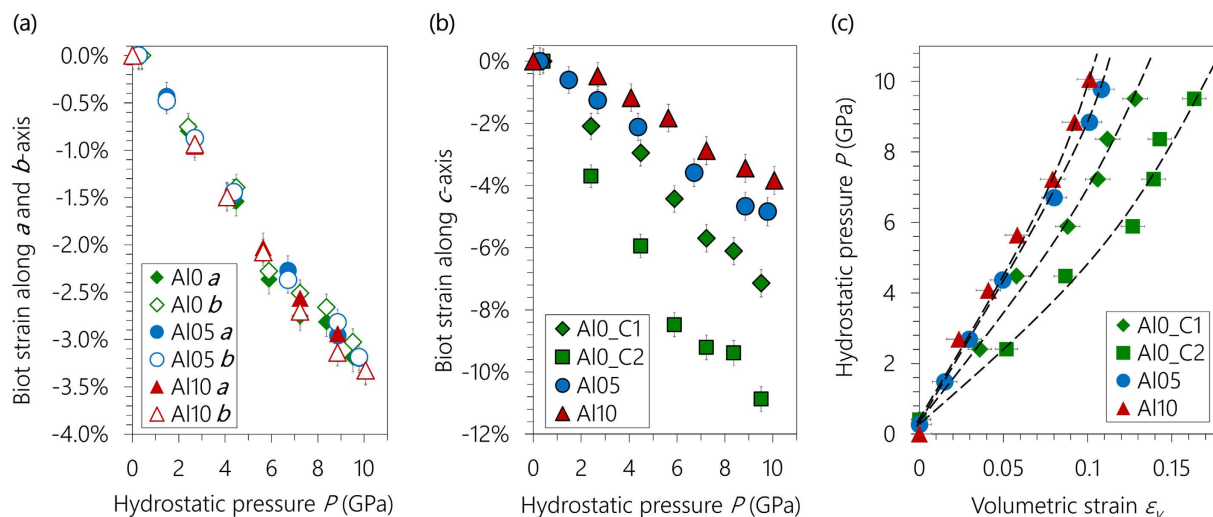 (a)
0.0%
-0.5%
-1.0%
-1.5%
-2.0%
-2.5%
-3.0%
-3.5%
-4.0%
Biot strain along a and b-axis
Al0 a
Al0 b
Al05 a
Al05 b
Al10 a
Al10 b
0 2 4 6 8 10
Hydrostatic pressure P (GPa)
(b)
0%
-2%
-4%
-6%
-8%
-10%
-12%
Biot strain along c-axis
Al0_C1
Al0_C2
Al05
Al10
0 2 4 6 8 10
Hydrostatic pressure P (GPa)
(c)
10
8
6
4
2
0
Hydrostatic pressure P (GPa)
Al0_C1
Al0_C2
Al05
Al10
0 0.05 0.1 0.15
Volumetric strain εv